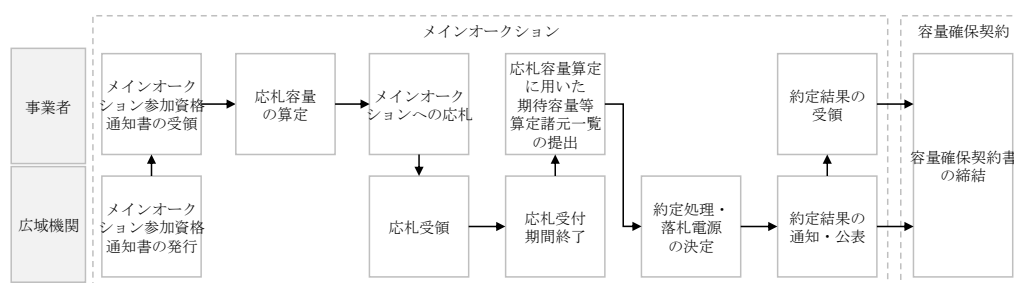 メインオークション
容量確保契約
事業者
メインオーク
ション参加資格
通知書の受領
応札容量
の算定
メインオーク
ションへの応札
応札容量算定
に用いた
期待容量等
算定諸元一覧
の提出
約定結果の
受領
容量確保契約書
の締結
広域機関
メインオーク
ション参加資格
通知書の発行
応札受領
応札受付
期間終了
約定処理・
落札電源
の決定
約定結果の
通知・公表